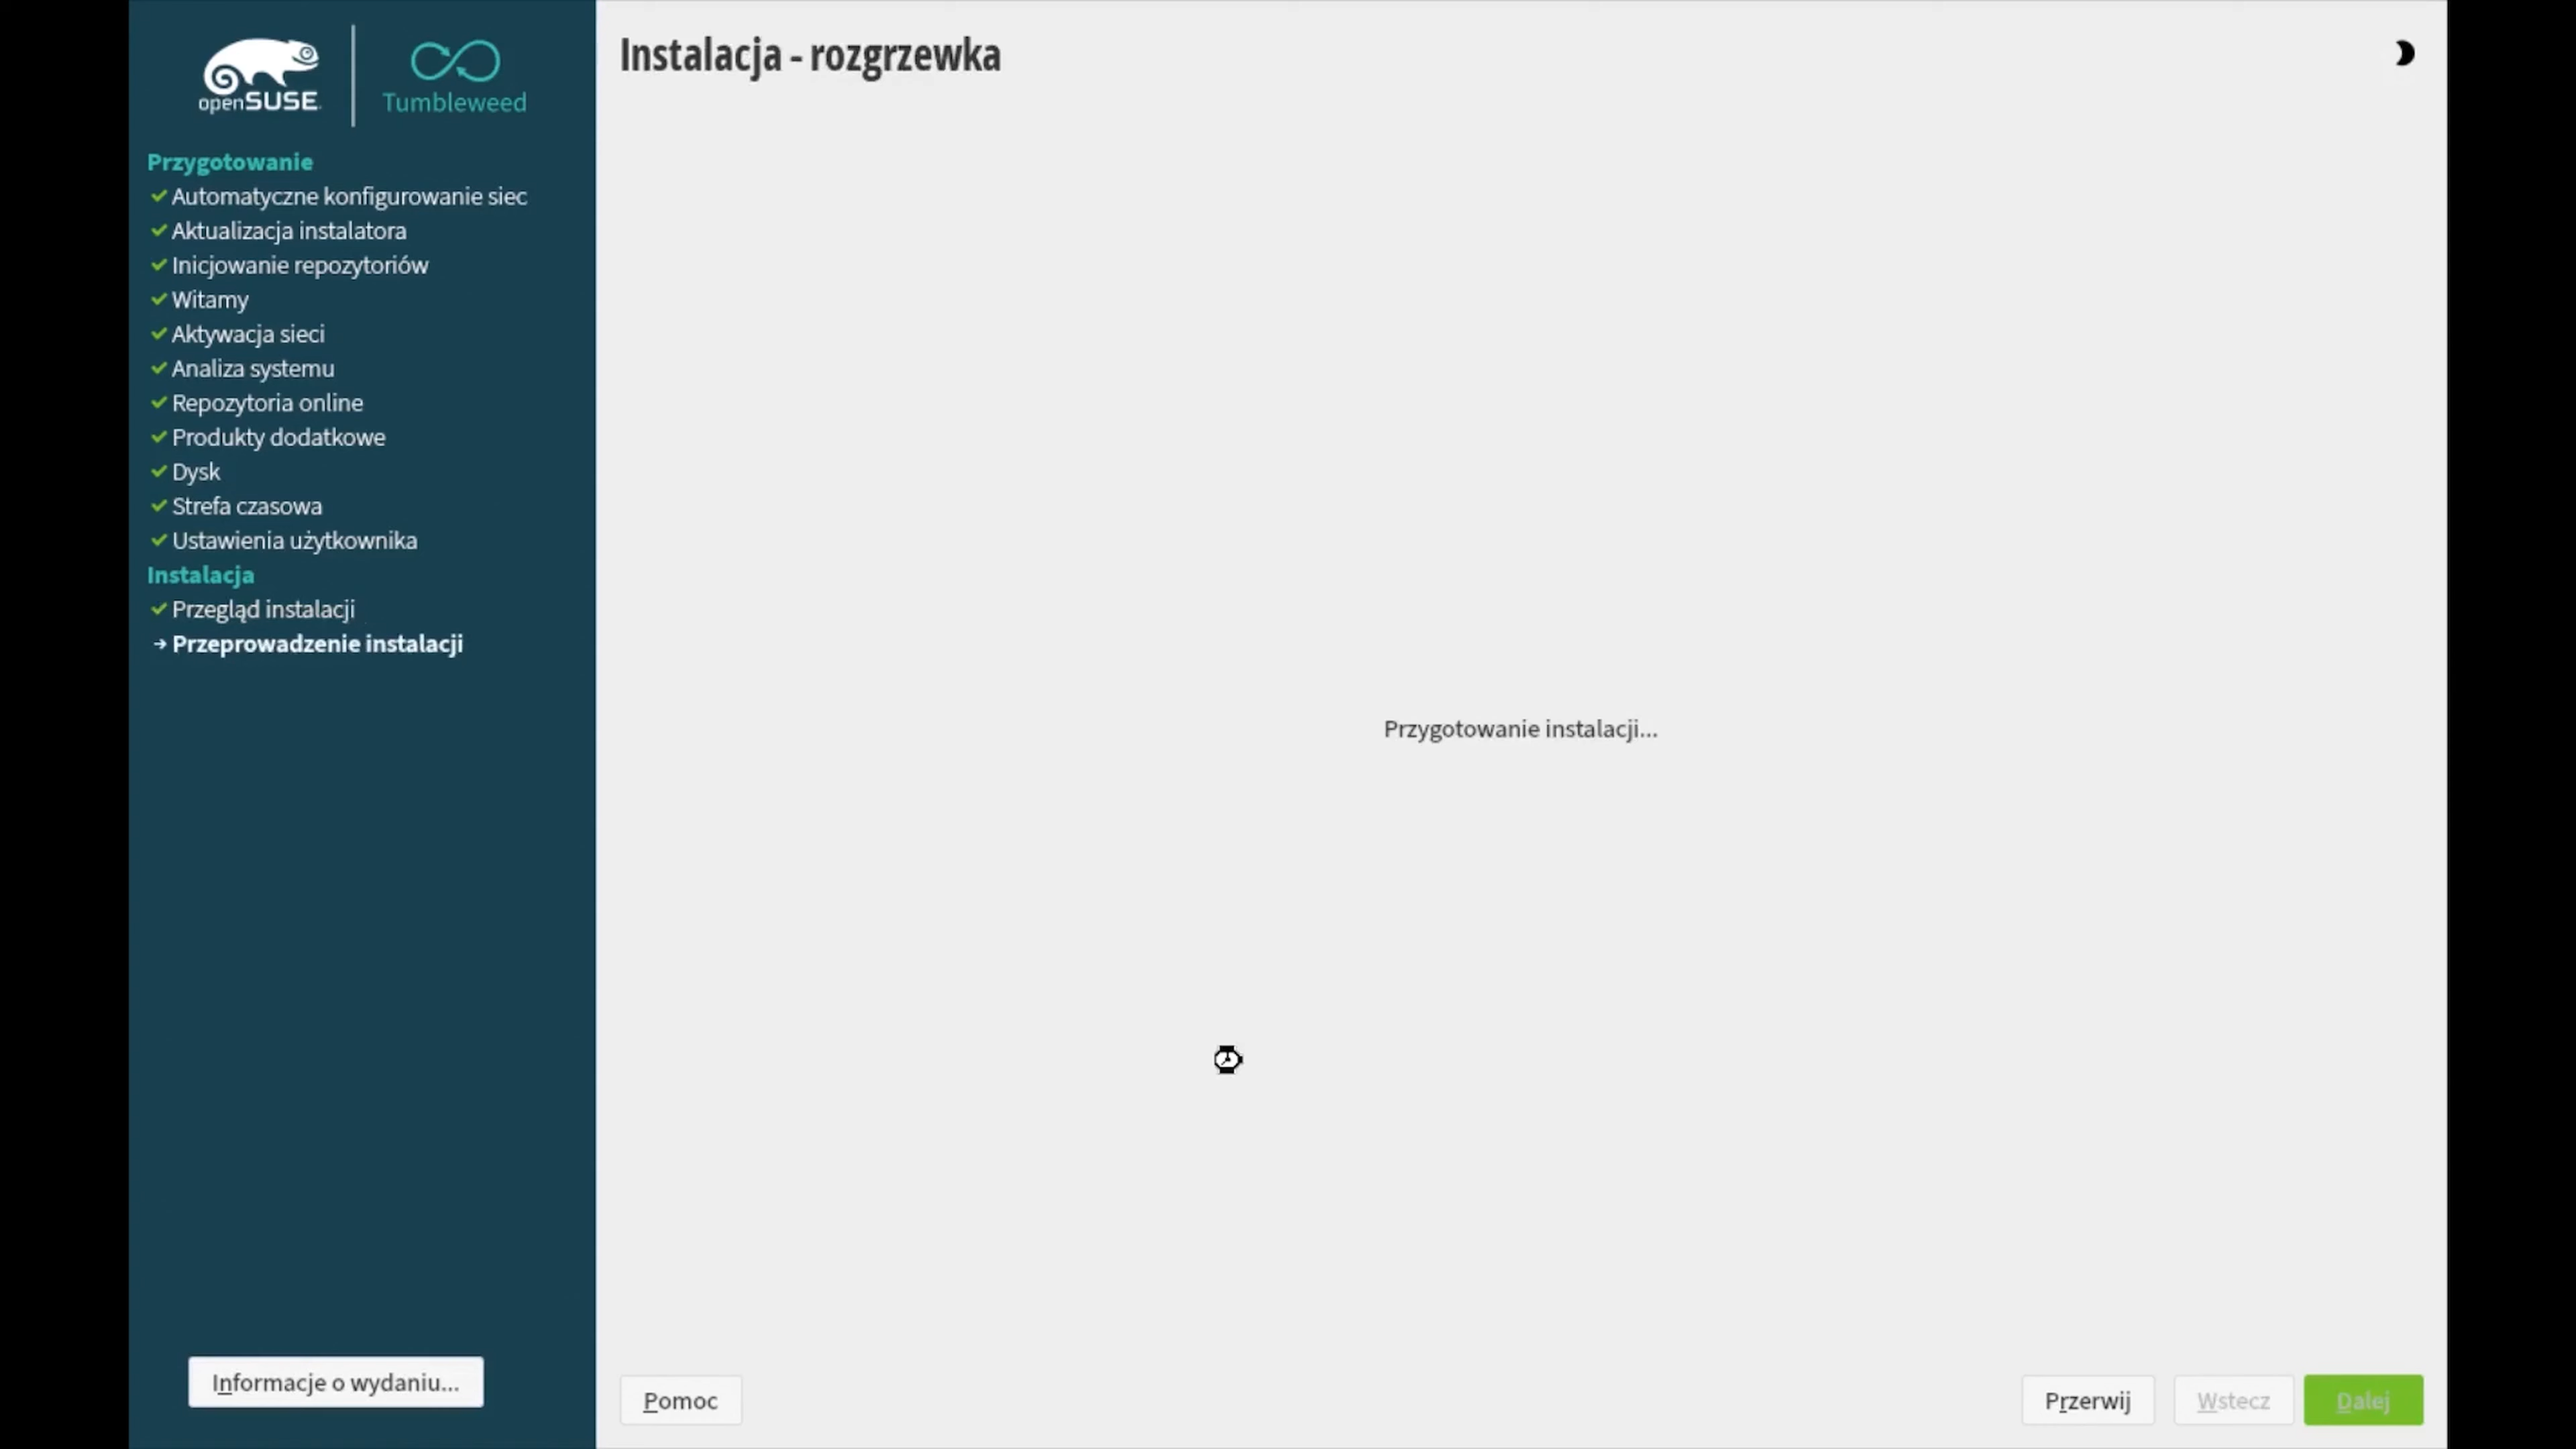 openSUSE
Tumbleweed
Przygotowanie
Automatyczne konfigurowanie siec
Aktualizacja instalatora
Inicjowanie repozytoriów
Witamy
Aktywacja sieci
Analiza systemu
Repozytoria online
Produkty dodatkowe
Dysk
Strefa czasowa
Ustawienia użytkownika
Instalacja
Przegląd instalacji
Przeprowadzenie instalacji
Informacje o wydaniu...
Instalacja - rozgrzewka
Przygotowanie instalacji...
Pomoc
Przerwij
Wstecz
Dalej